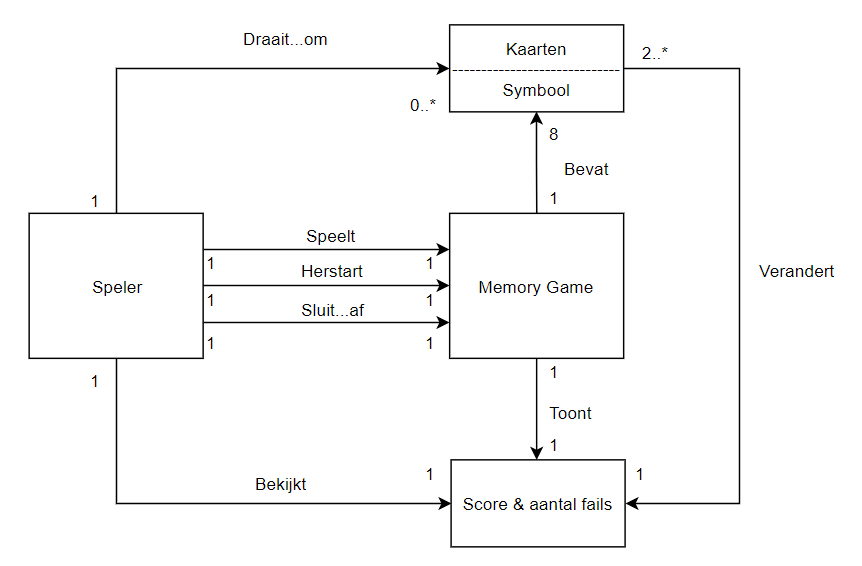 Draait...om
Kaarten
2..*
Symbool
0..*
8
Bevat
1
1
Speelt
1
1
Herstart
Speler
Memory Game
Verandert
1
1
Sluit...af
1
1
1
1
Toont
1
Bekijkt
1
1
Score & aantal fails